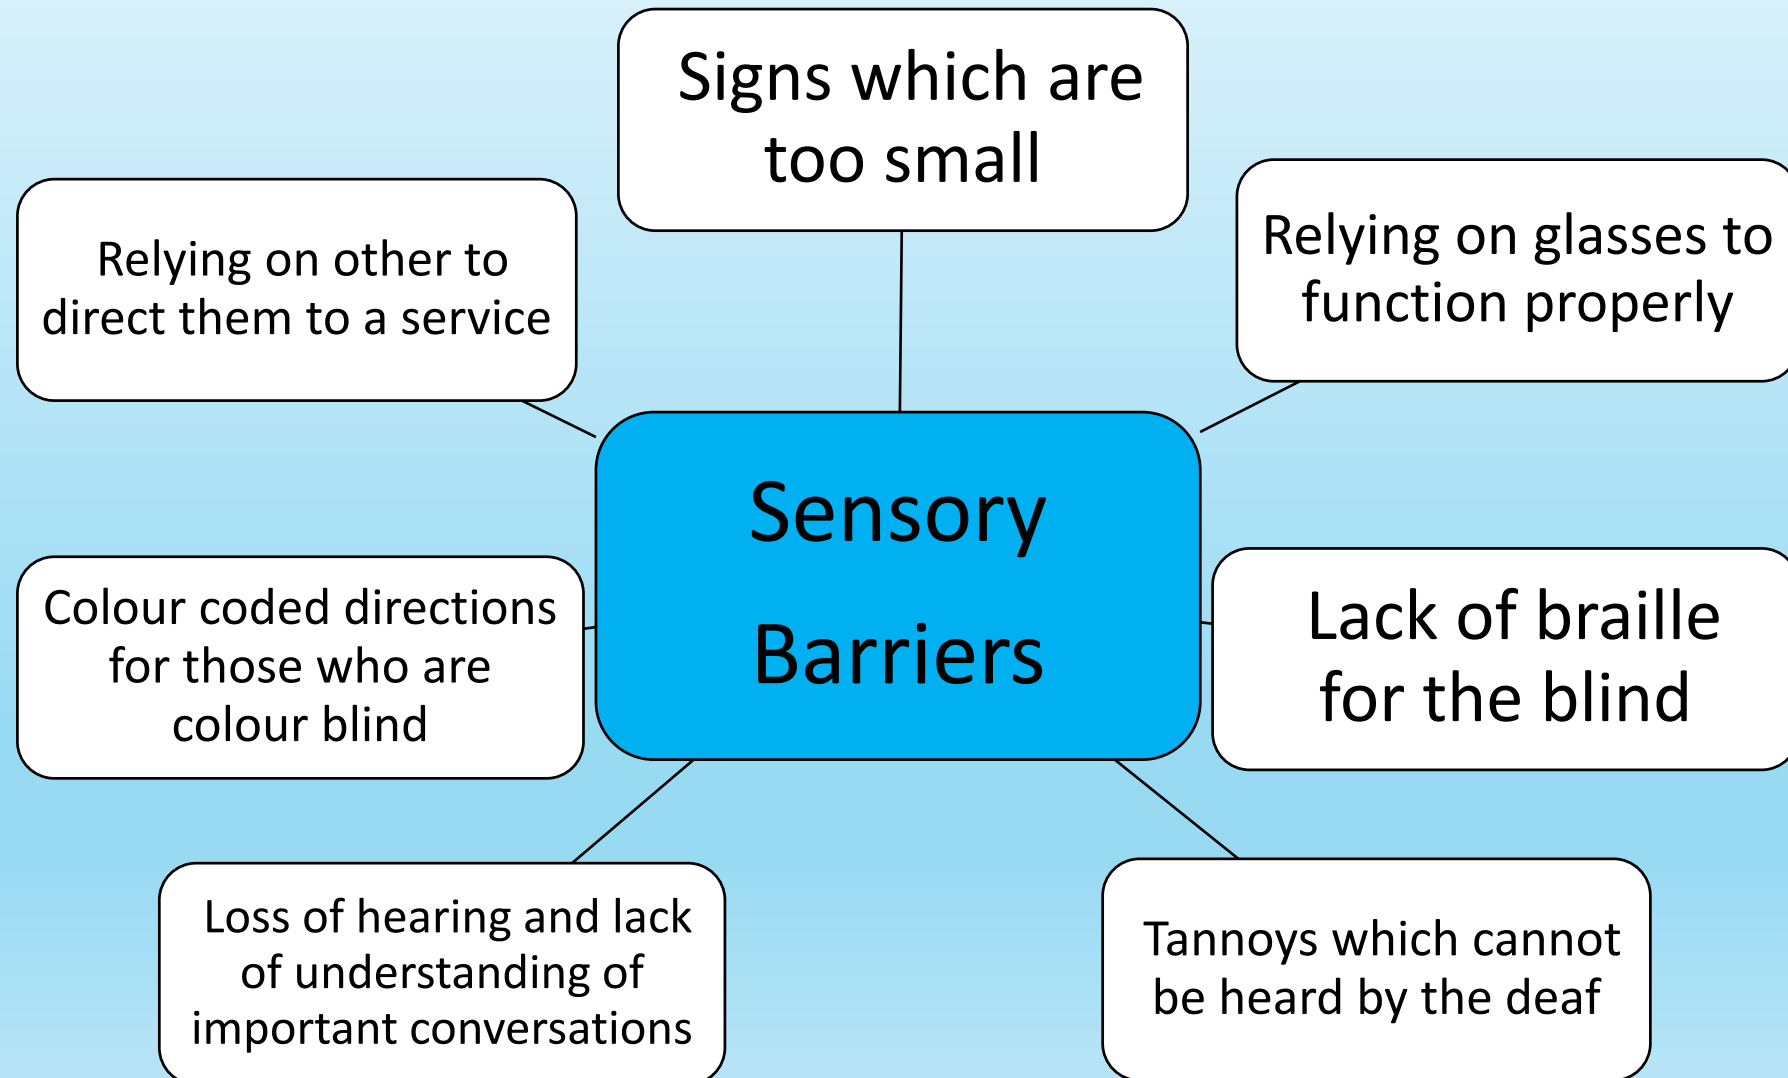 Signs which are
too small
Relying on glasses to
function properly
Lack of braille
for the blind
Tannoys which cannot
be heard by the deaf
Loss of hearing and lack
of understanding of
important conversations
Colour coded directions
for those who are
colour blind
Relying on other to
direct them to a service
Sensory
Barriers